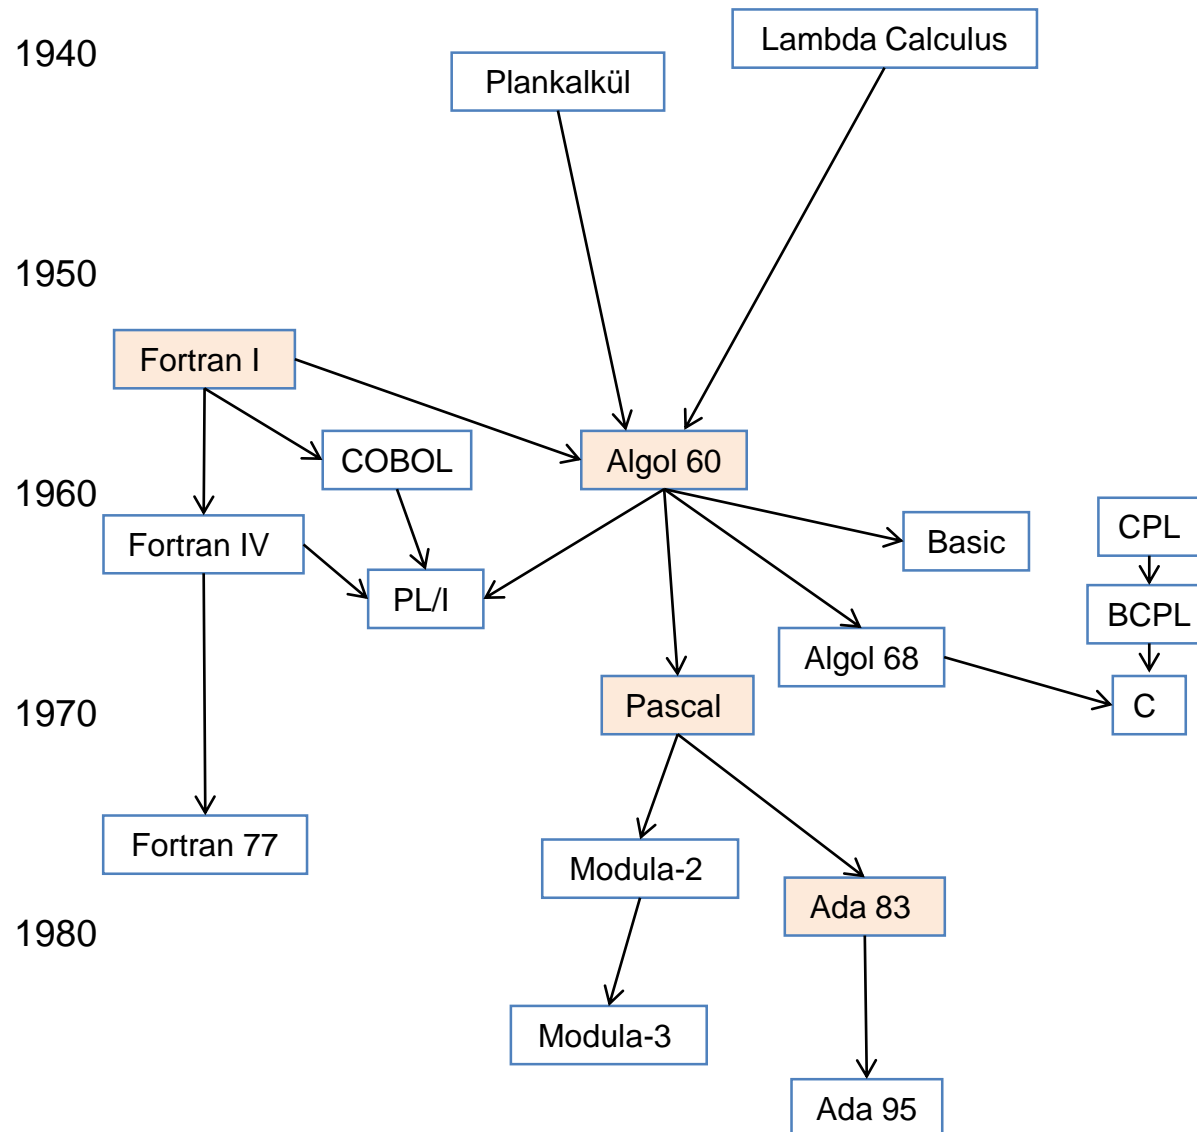 1940
Lambda Calculus
Plankalkül
1950
Fortran I
COBOL
Algol 60
1960
Fortran IV
Basic
CPL
PL/I
BCPL
Algol 68
Pascal
C
1970
Fortran 77
Modula-2
Ada 83
1980
Modula-3
Ada 95